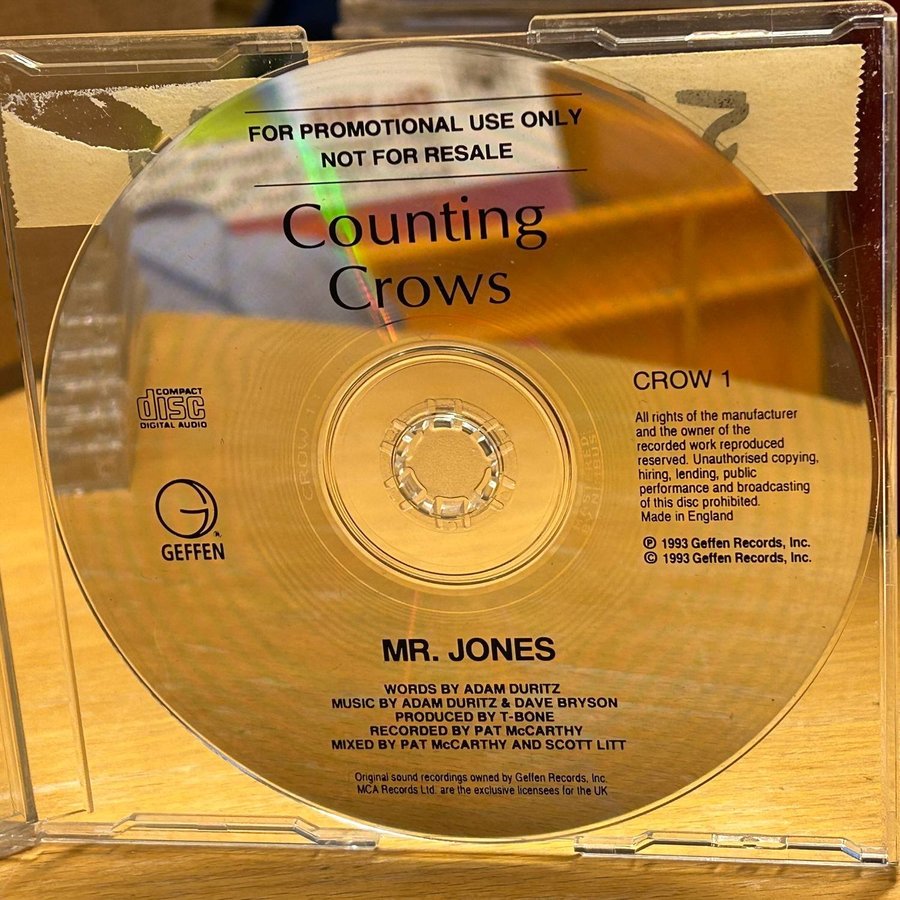 FOR PROMOTIONAL USE ONLY
NOT FOR RESALE
Counting
Crows
COMPACT
disc
DIGITAL AUDIO
GEFFEN
CROW 1
All rights of the manufacturer
and the owner of the
recorded work reproduced
reserved. Unauthorised copying,
hiring, lending, public
performance and broadcasting
of this disc prohibited.
Made in England
℗ 1993 Geffen Records, Inc.
© 1993 Geffen Records, Inc.
CROW 1
MR. JONES
WORDS BY ADAM DURITZ
MUSIC BY ADAM DURITZ & DAVE BRYSON
PRODUCED BY T-BONE
RECORDED BY PAT McCARTHY
MIXED BY PAT McCARTHY AND SCOTT LITT
Original sound recordings owned by Geffen Records, Inc.
MCA Records Ltd. are the exclusive licensees for the UK